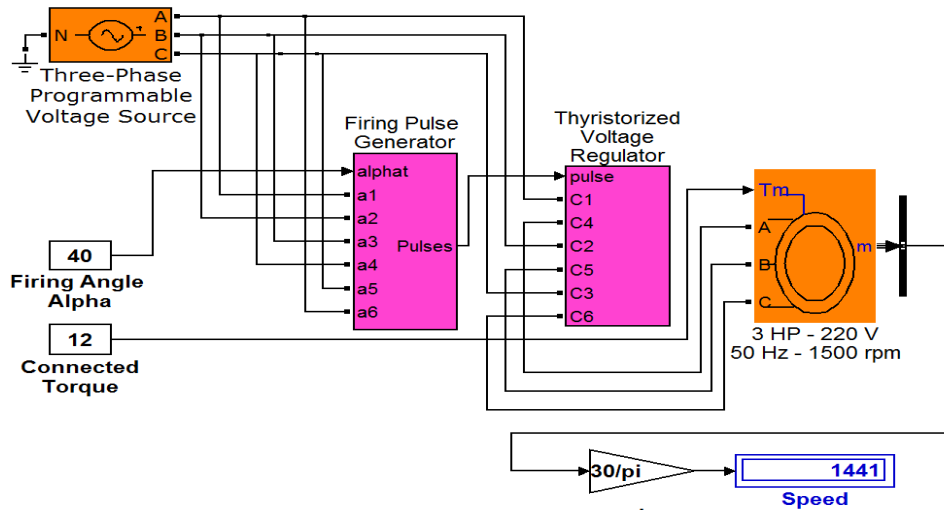 A
N
B
C
Three-Phase
Programmable
Voltage Source
Firing Pulse
Generator
alphat
a1
a2
a3
Pulses
a4
a5
a6
Thyristorized
Voltage
Regulator
pulse
C1
C4
C2
C5
C3
C6
Tm
A
m
B
C
3 HP - 220 V
50 Hz - 1500 rpm
40
Firing Angle
Alpha
12
Connected
Torque
30/pi
1441
Speed